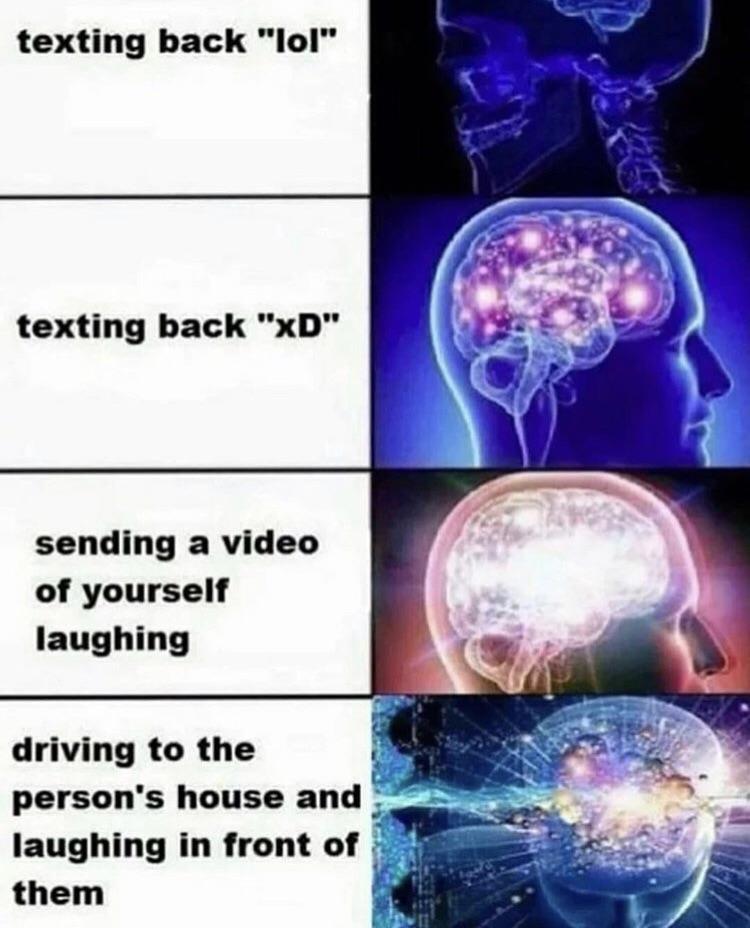 texting back "lol"
texting back "xD"
sending a video
of yourself
laughing
driving to the
person's house and
laughing in front of
them